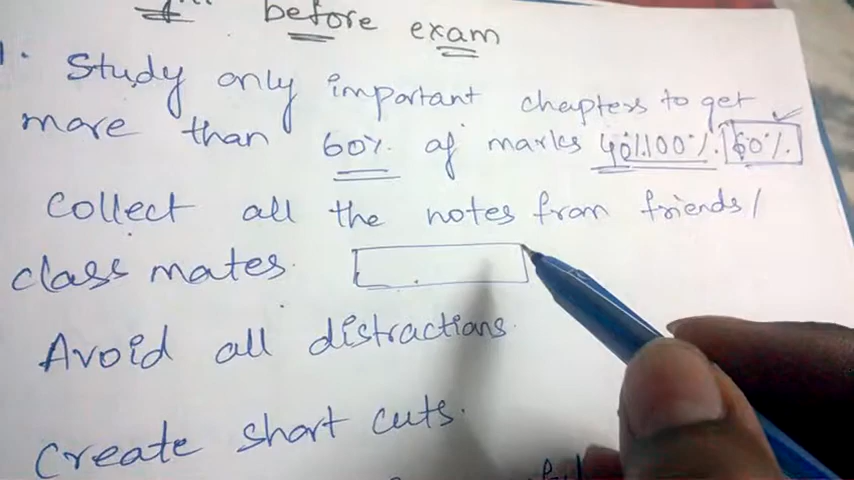 before exam
1. Study only important chapters to get
more than 60% of marks 40% 100% 60%
Collect all the notes from friends/
class mates.
Avoid all distractions.
Create short cuts.